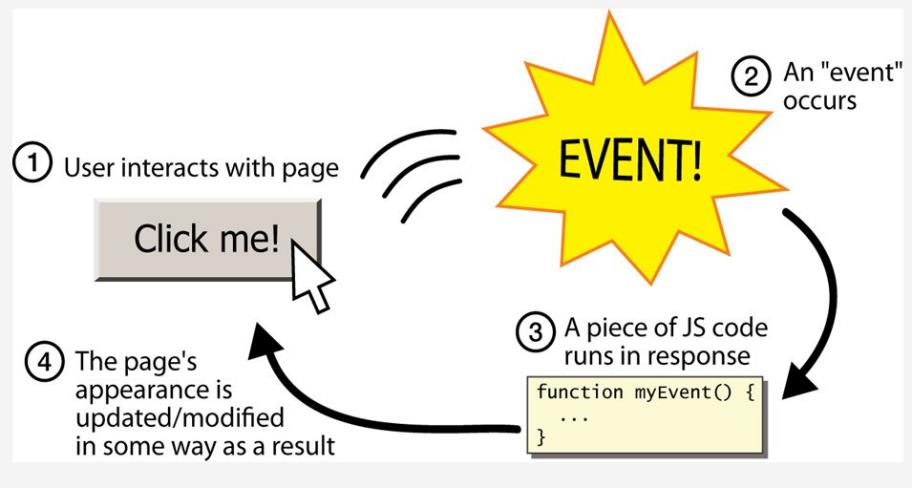 1 User interacts with page
Click me!
EVENT!
2 An "event"
occurs
3 A piece of JS code
runs in response
function myEvent() {
...
}
4 The page's
appearance is
updated/modified
in some way as a result